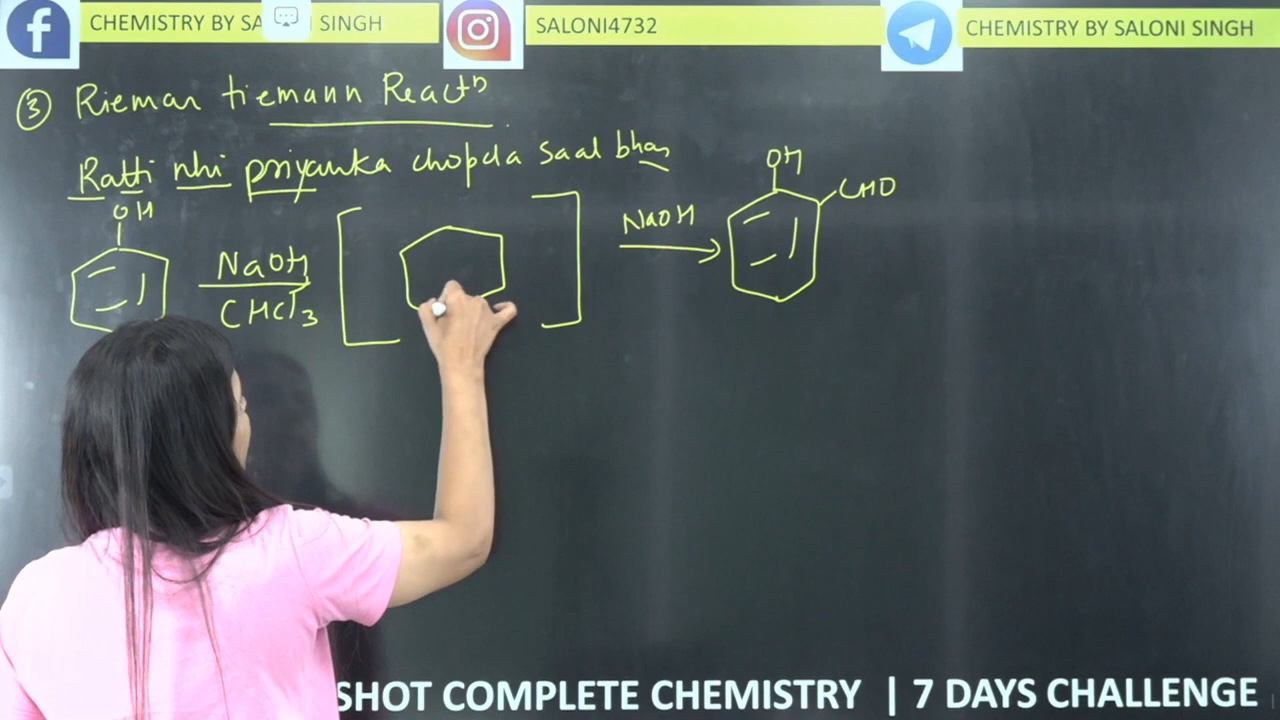 CHEMISTRY BY SA SINGH
SALONI4732
CHEMISTRY BY SALONI SINGH
③ Riemar tiemann Reactn
Ratti nhi priyanka chopda saal bhar
OH
NaOH
CHCl3
NaOH
OH
CHO
SHOT COMPLETE CHEMISTRY | 7 DAYS CHALLENGE